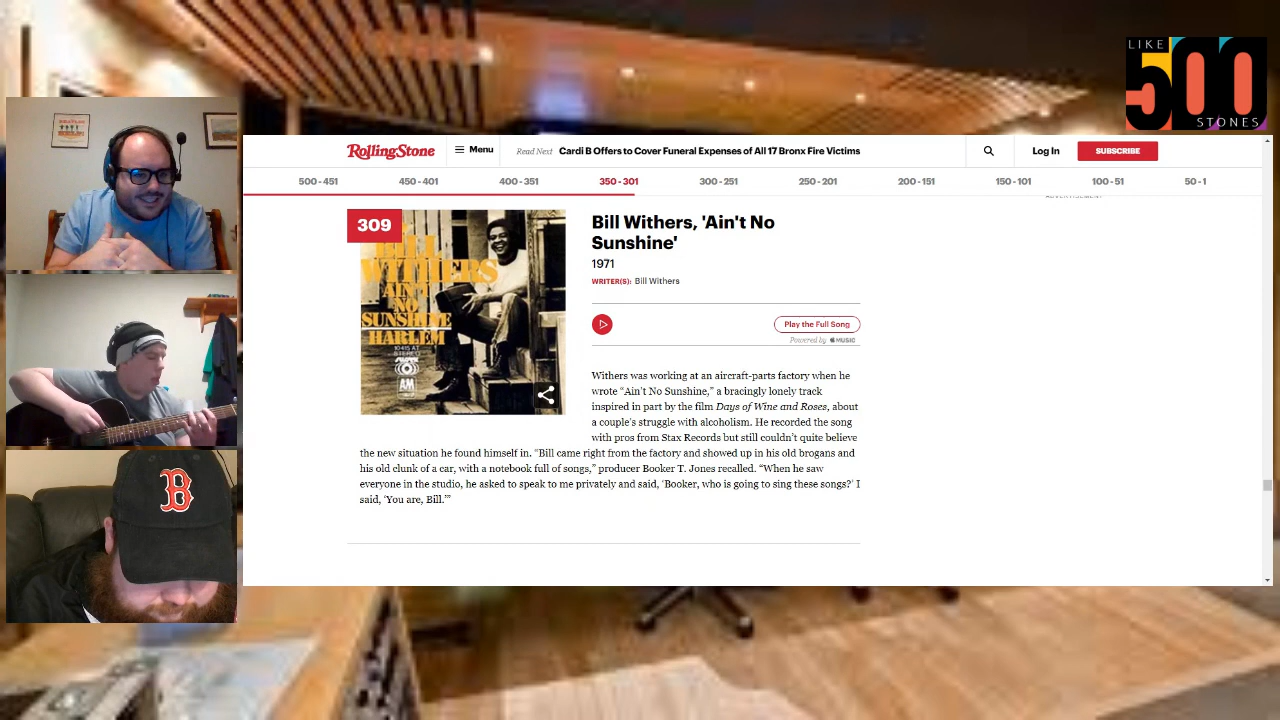 LIKE
500
STONES
RollingStone
Menu
Read Next Cardi B Offers to Cover Funeral Expenses of All 17 Bronx Fire Victims
Log In
SUBSCRIBE
500 - 451
450 - 401
400 - 351
350 - 301
300 - 251
250 - 201
200 - 151
150 - 101
100 - 51
50 - 1
ADVERTISEMENT
309
BILL
WITHERS
AIN'T
NO
SUNSHINE
HARLEM
STEREO
A&M
Bill Withers, 'Ain't No
Sunshine'
1971
WRITER(S): Bill Withers
Play the Full Song
Powered by MUSIC
Withers was working at an aircraft-parts factory when he
wrote “Ain’t No Sunshine,” a bracingly lonely track
inspired in part by the film Days of Wine and Roses, about
a couple’s struggle with alcoholism. He recorded the song
with pros from Stax Records but still couldn’t quite believe
the new situation he found himself in. “Bill came right from the factory and showed up in his old brogans and
his old clunk of a car, with a notebook full of songs,” producer Booker T. Jones recalled. “When he saw
everyone in the studio, he asked to speak to me privately and said, ‘Booker, who is going to sing these songs?’ I
said, ‘You are, Bill.’”
B